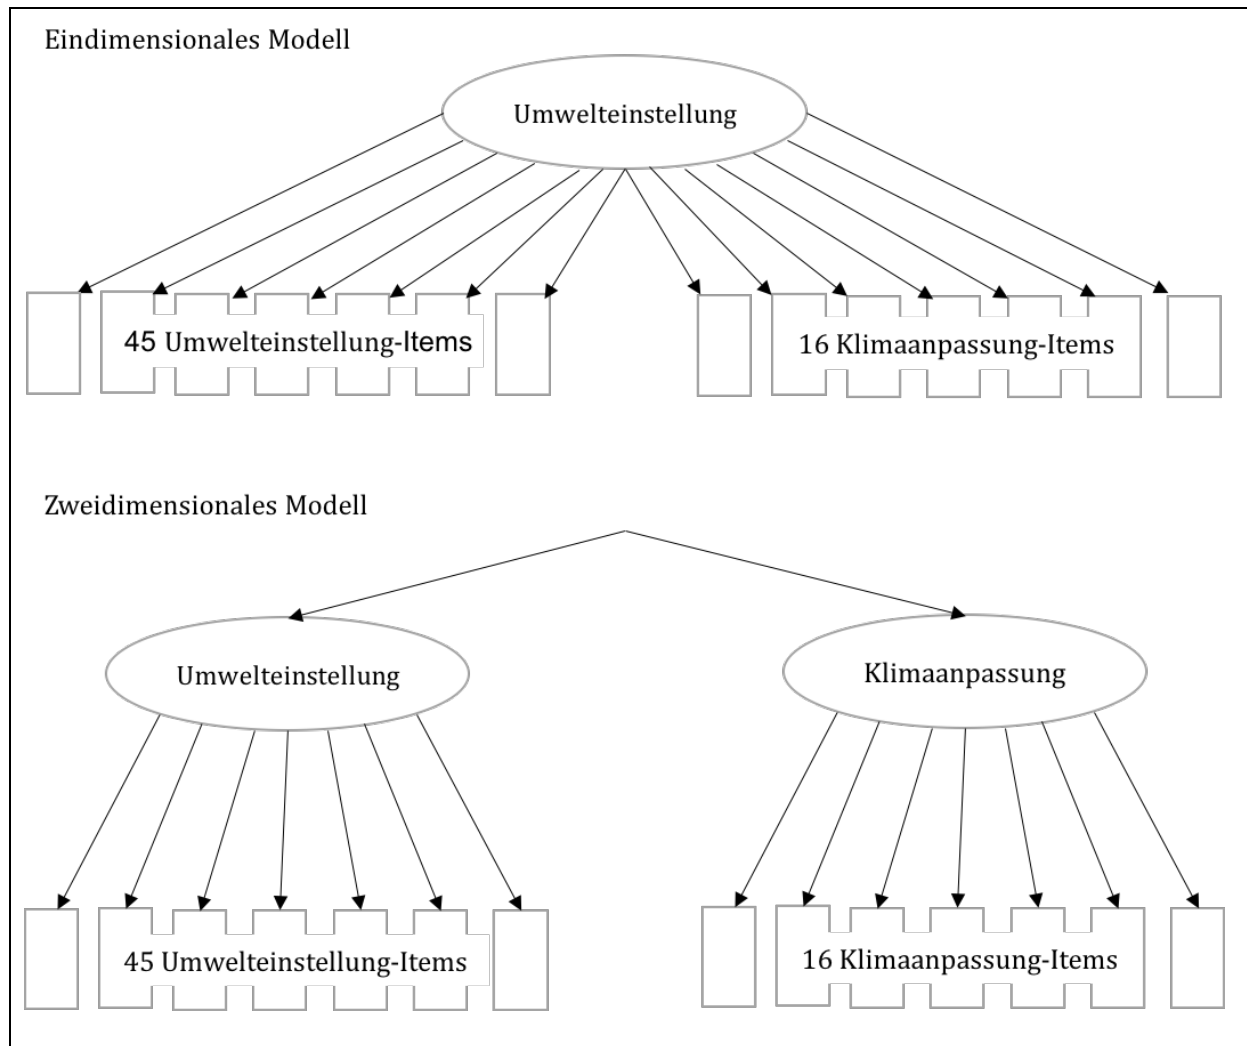 Eindimensionales Modell
Umwelteinstellung
45 Umwelteinstellung-Items
16 Klimaanpassung-Items
Zweidimensionales Modell
Umwelteinstellung
Klimaanpassung
45 Umwelteinstellung-Items
16 Klimaanpassung-Items